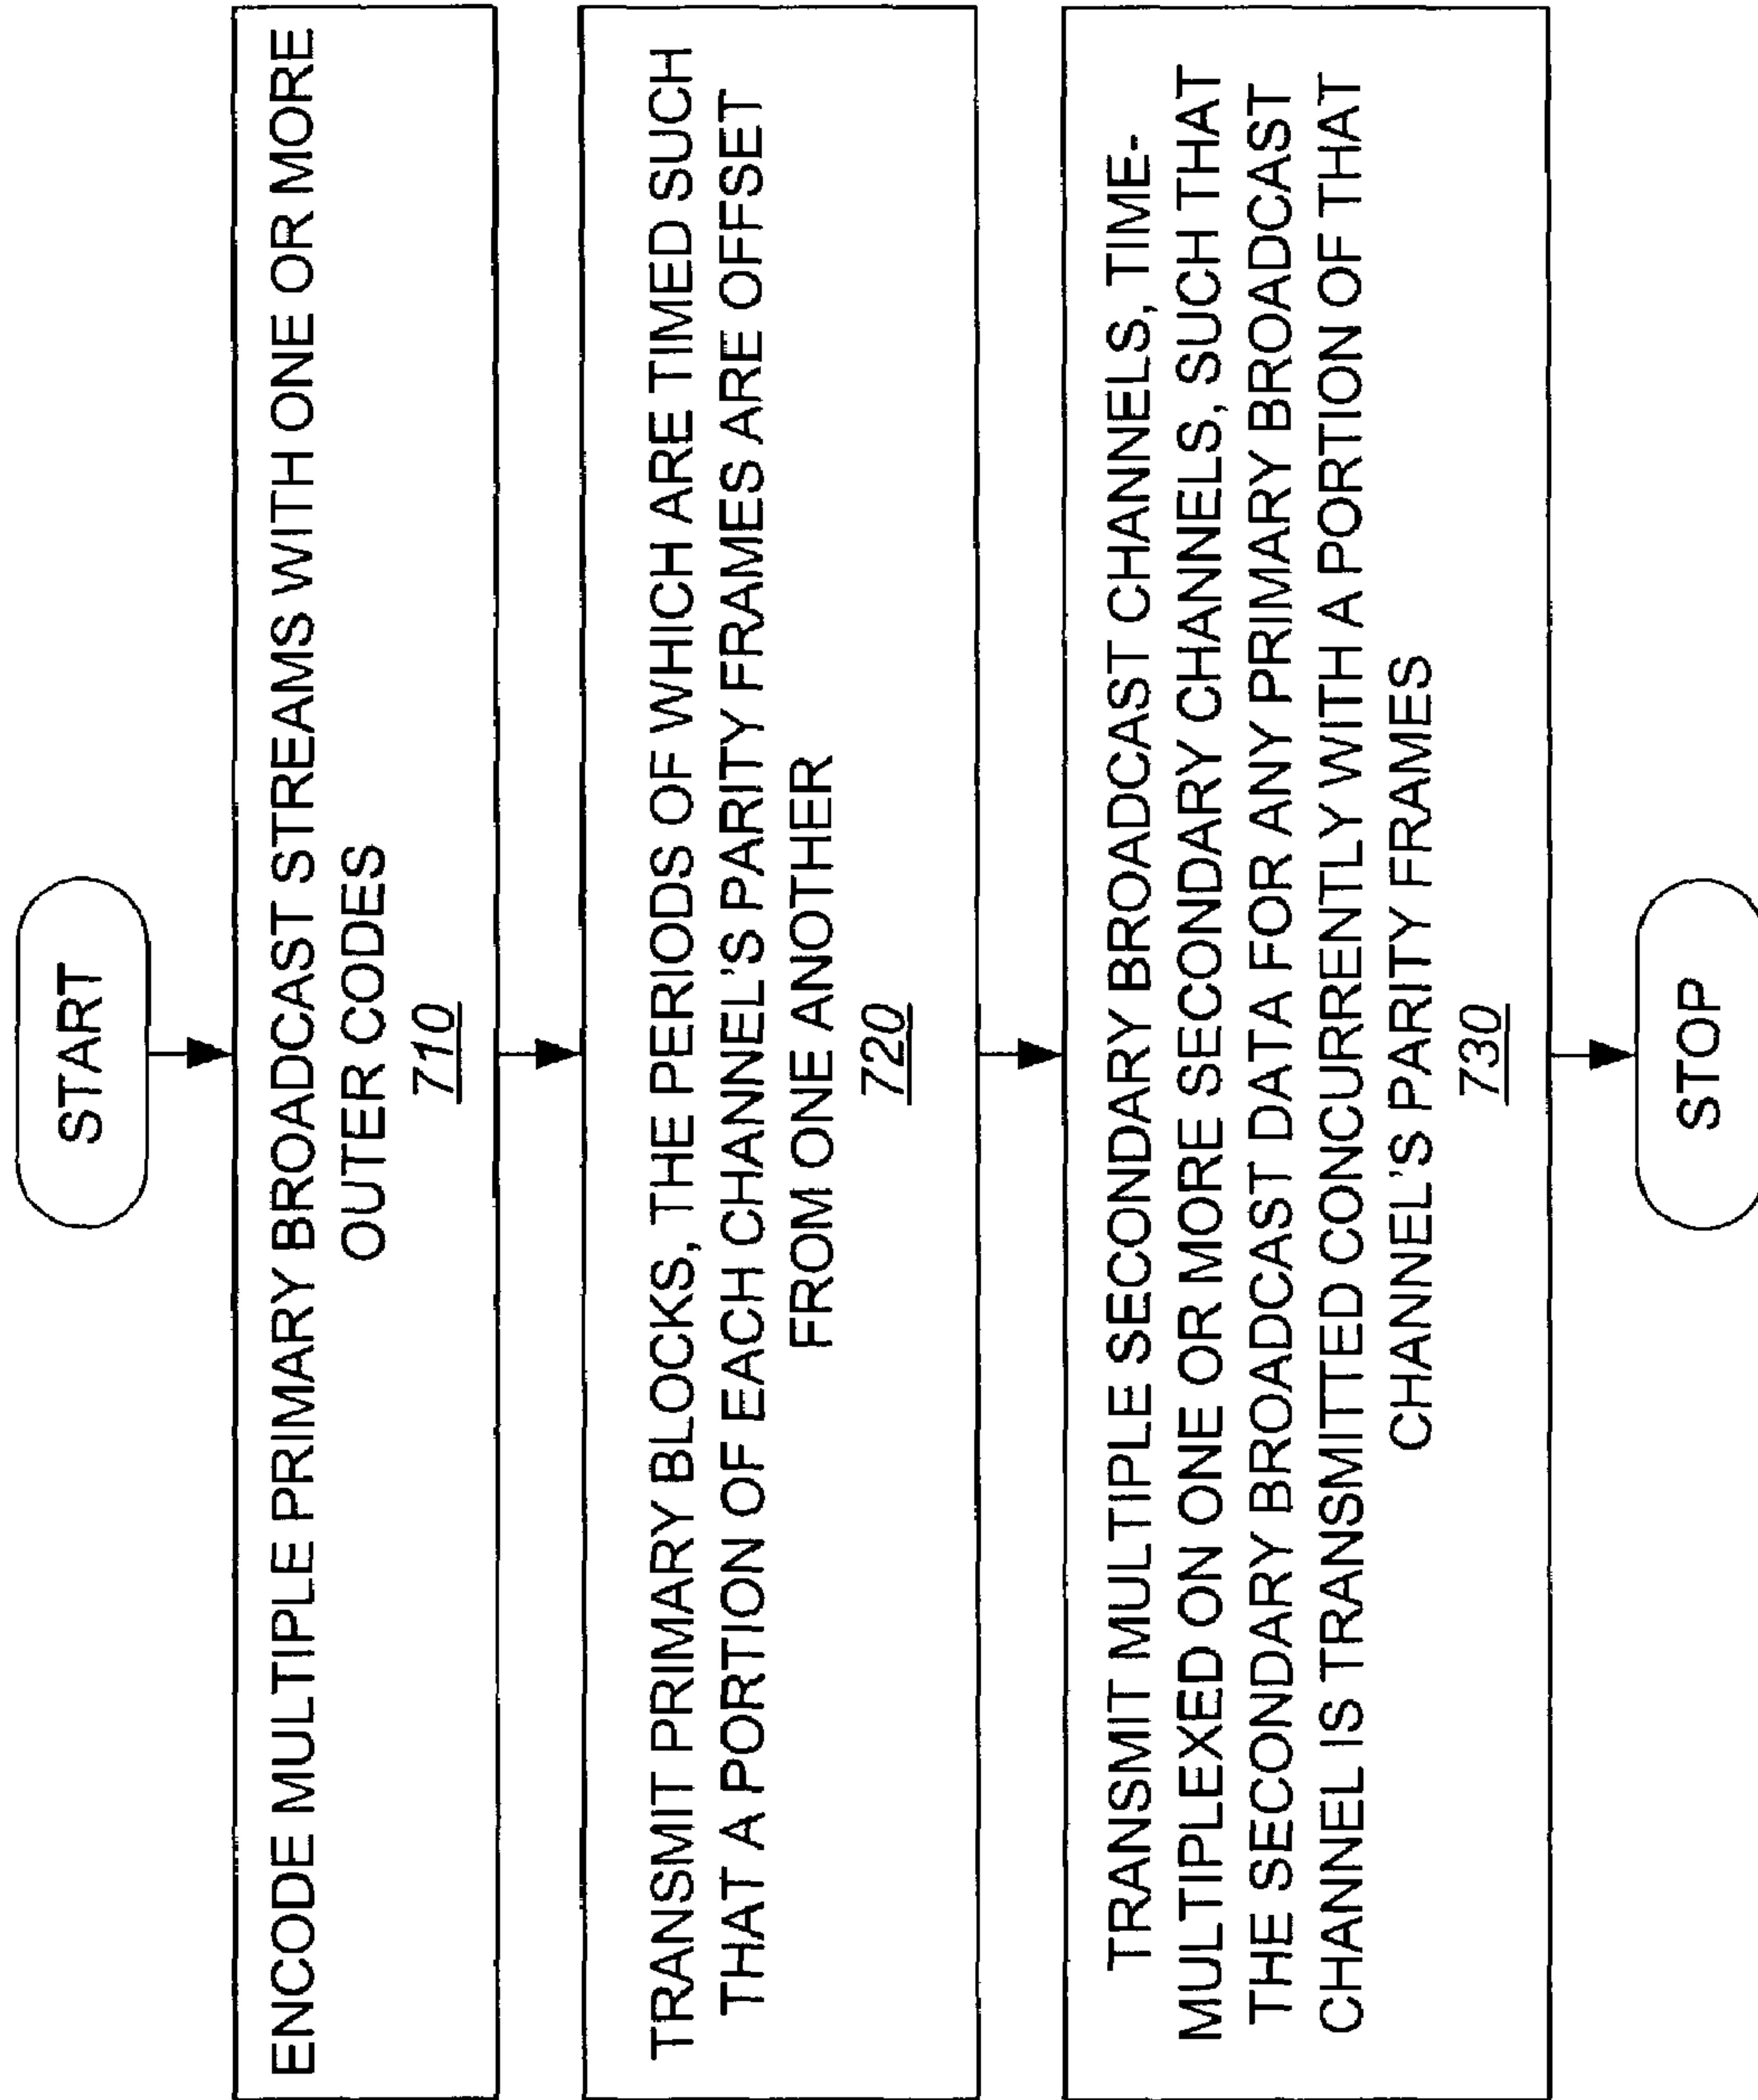 START
ENCODE MULTIPLE PRIMARY BROADCAST STREAMS WITH ONE OR MORE
OUTER CODES
710
TRANSMIT PRIMARY BLOCKS, THE PERIODS OF WHICH ARE TIMED SUCH
THAT A PORTION OF EACH CHANNEL'S PARITY FRAMES ARE OFFSET
FROM ONE ANOTHER
720
TRANSMIT MULTIPLE SECONDARY BROADCAST CHANNELS, TIME-
MULTIPLEXED ON ONE OR MORE SECONDARY CHANNELS, SUCH THAT
THE SECONDARY BROADCAST DATA FOR ANY PRIMARY BROADCAST
CHANNEL IS TRANSMITTED CONCURRENTLY WITH A PORTION OF THAT
CHANNEL'S PARITY FRAMES
730
STOP